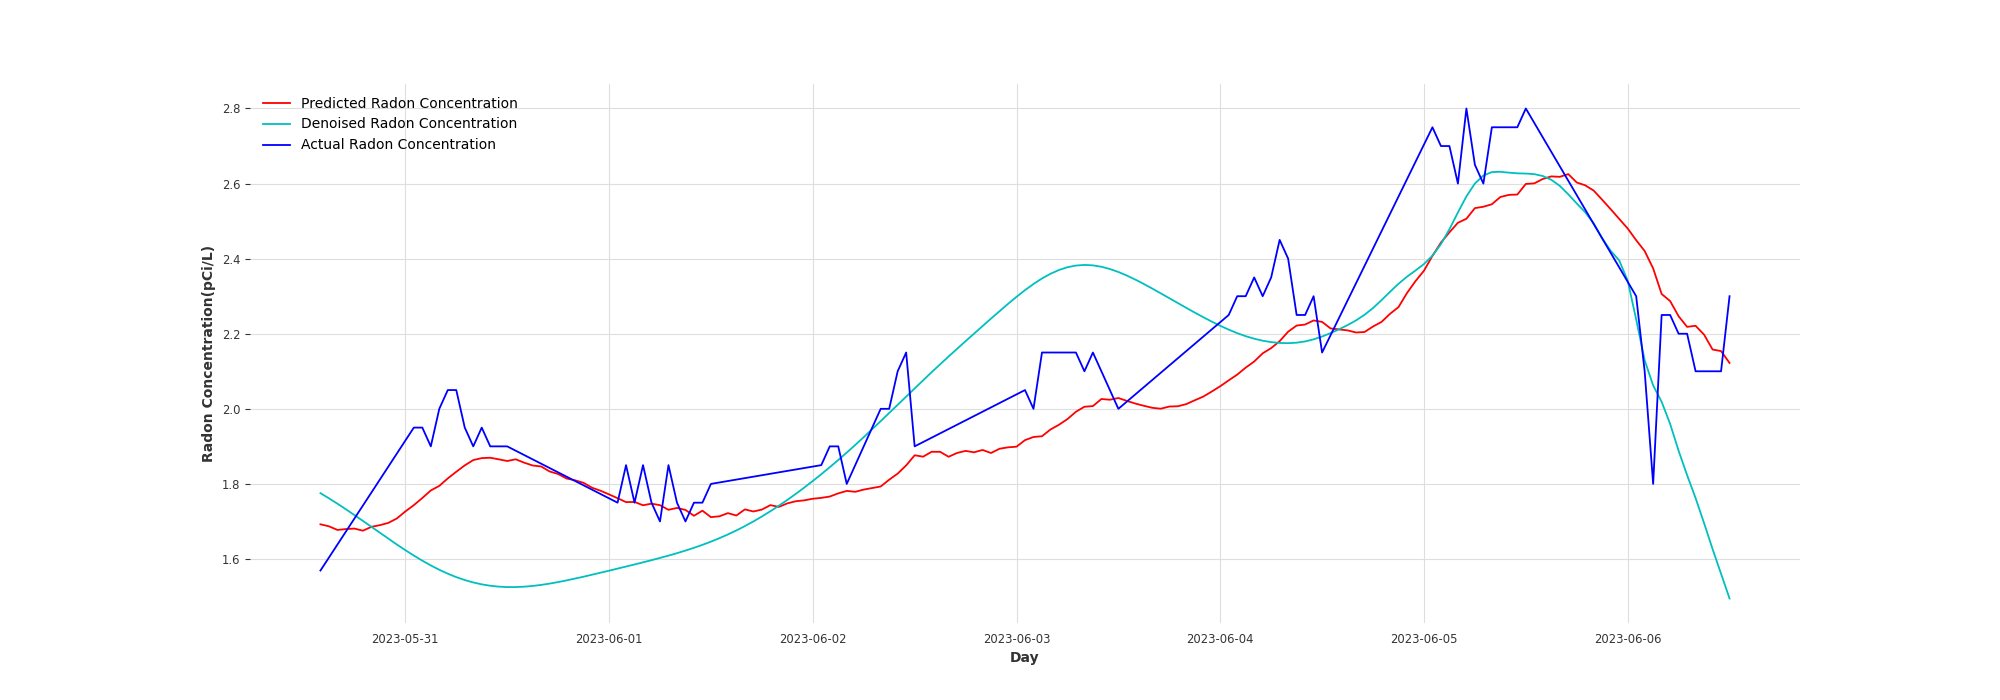 Predicted Radon Concentration
Denoised Radon Concentration
Actual Radon Concentration
Radon Concentration(pCi/L)
2.8
2.6
2.4
2.2
2.0
1.8
1.6
2023-05-31 2023-06-01 2023-06-02 2023-06-03 2023-06-04 2023-06-05 2023-06-06
Day